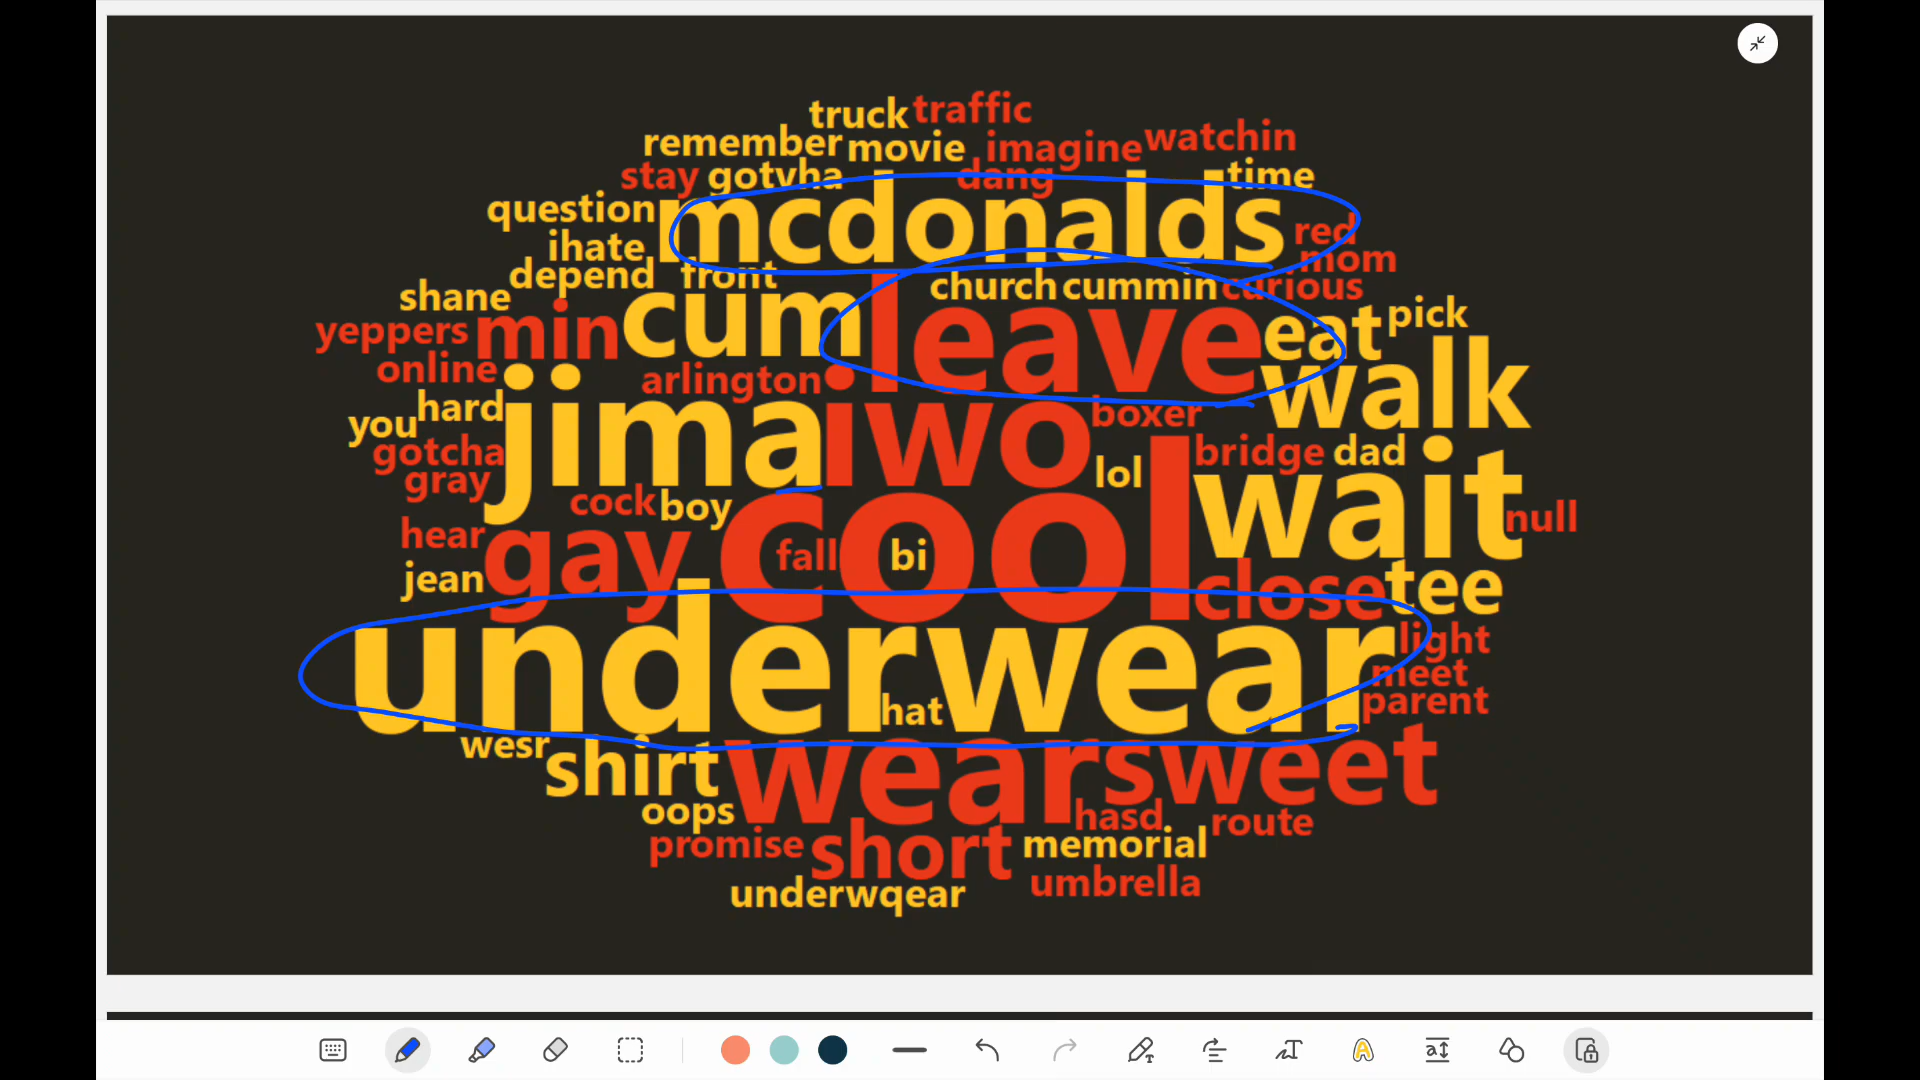 truck traffic
remember movie imagine watchin
stay gotvha dang time
question mcdonalds red
ihate mom
depend front church cummin curious
shane cum leave eat pick
yeppers min
online arlington walk
you hard jima iwo boxer
gotcha lol bridge dad
gray cock boy cool wait null
hear gay fall bi
jean close tee
underwear light
meet
hat parent
wesr shirt wear sweet
oops hasd route
promise short memorial
underwqear umbrella